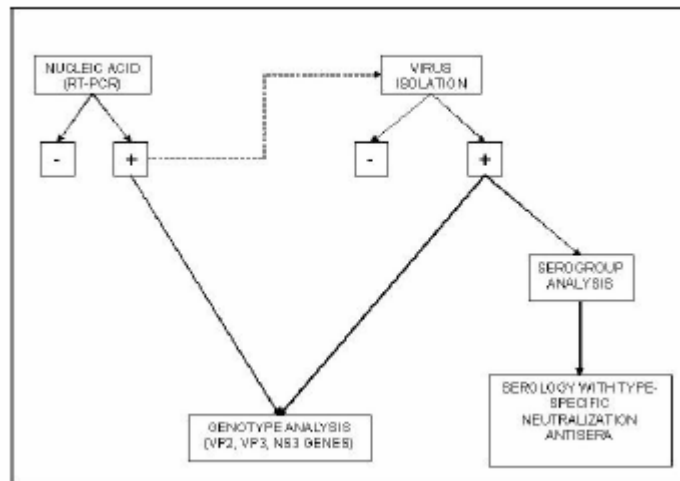 NUCLEIC ACID
(RT-PCR)
VIRUS
ISOLATION
-
+
-
+
SEROGROUP
ANALYSIS
SEROLOGY WITH TYPE-
SPECIFIC
NEUTRALIZATION
ANTISERA
GENOTYPE ANALYSIS
(VP2, VP3, NS3 GENES)